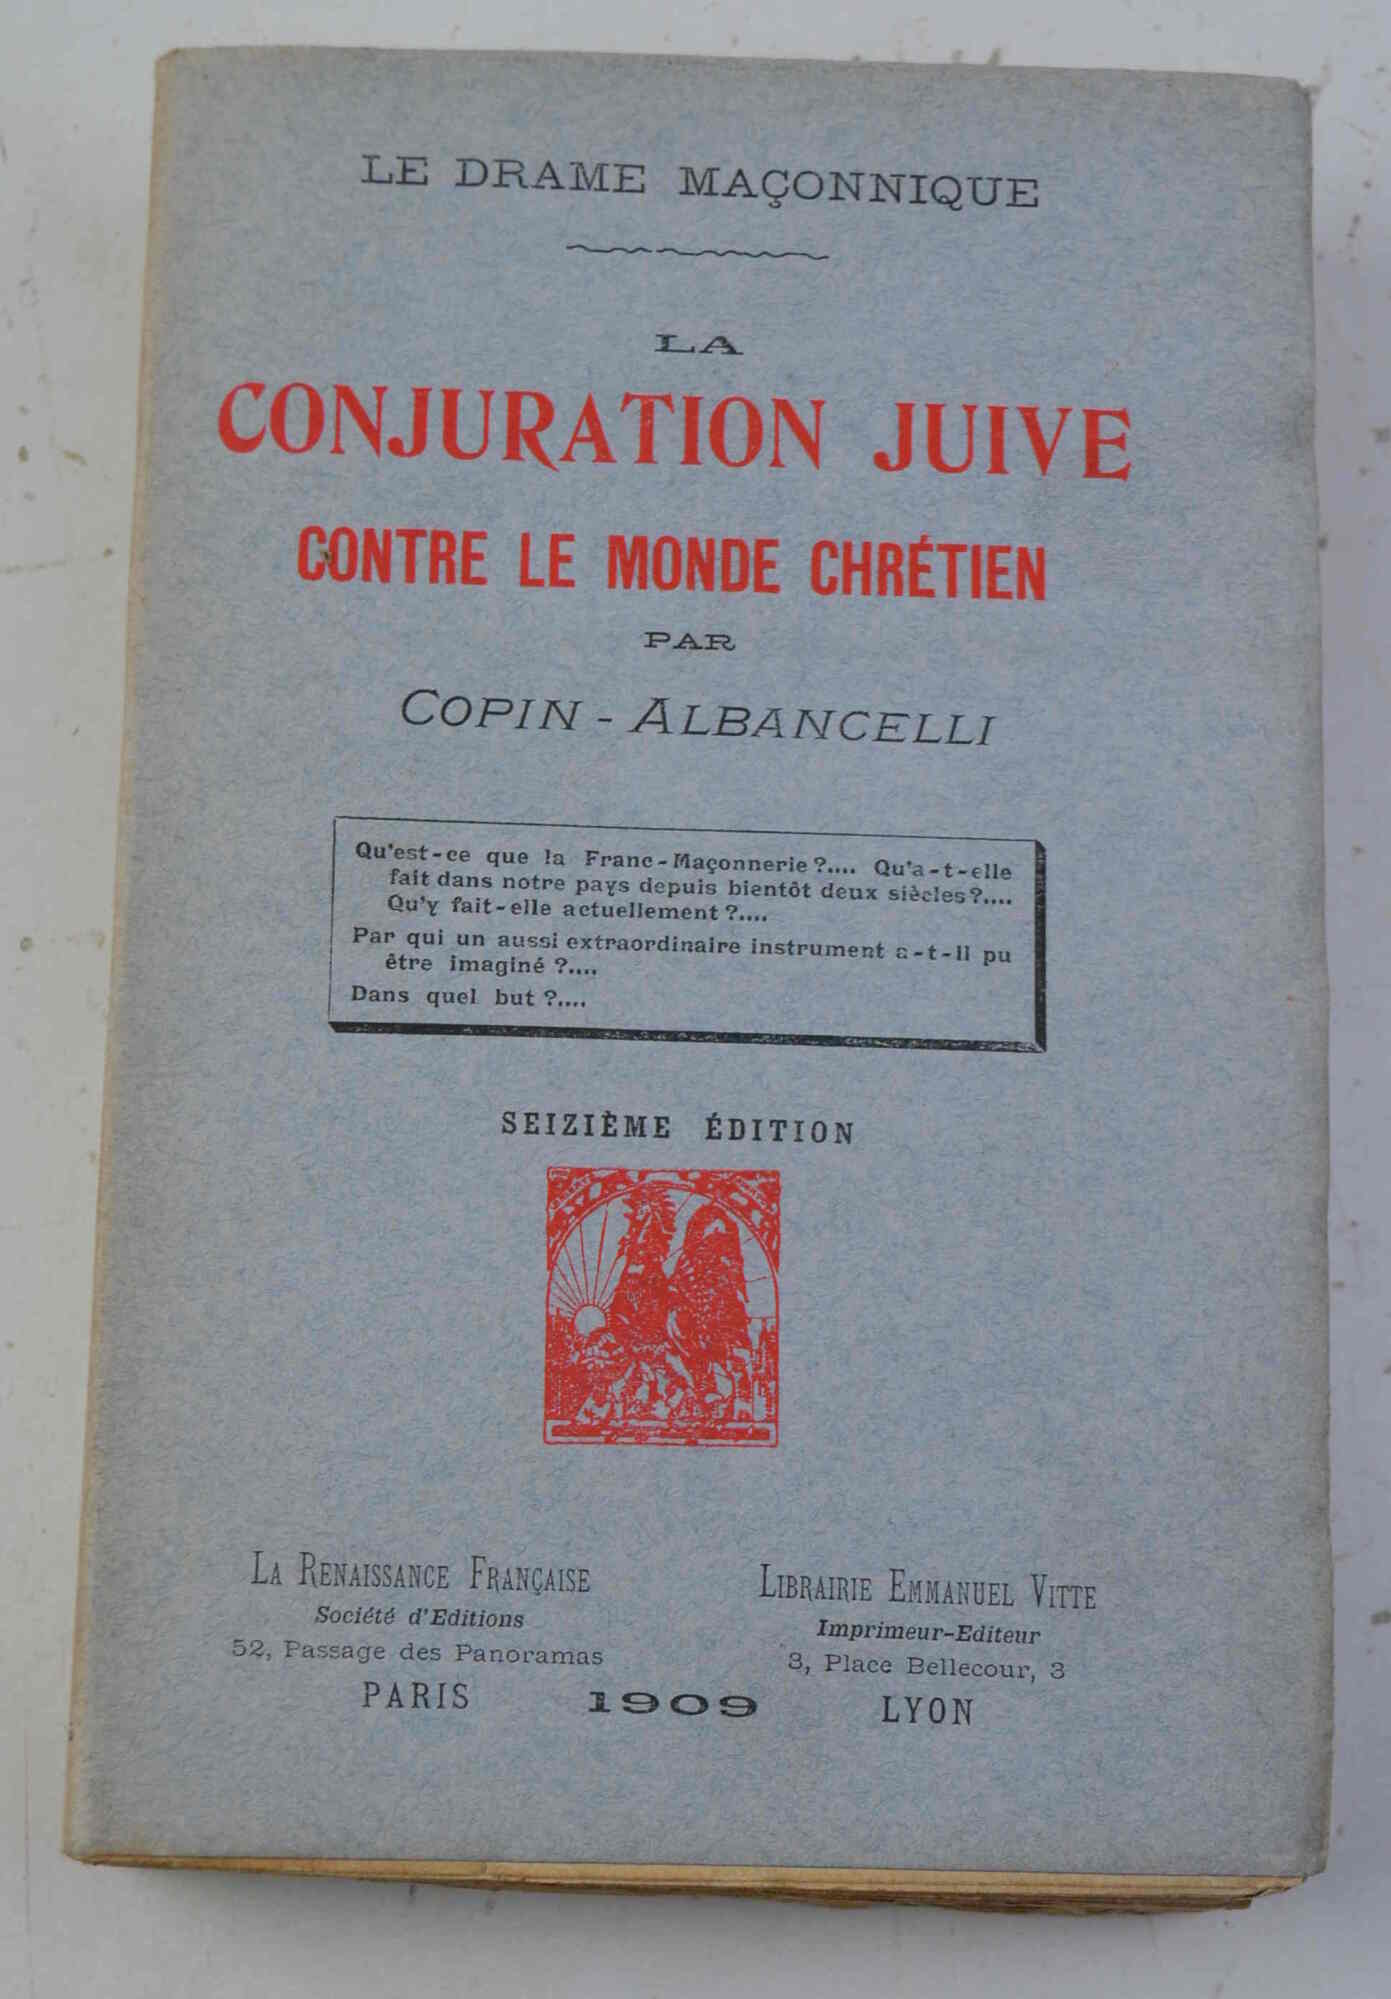 LE DRAME MAÇONNIQUE
LA
CONJURATION JUIVE
CONTRE LE MONDE CHRÉTIEN
PAR
COPIN - ALBANCELLI
Qu'est-ce que la Franc-Maçonnerie ?.... Qu'a-t-elle
fait dans notre pays depuis bientôt deux siècles ?....
Qu'y fait-elle actuellement ?....
Par qui un aussi extraordinaire instrument a-t-il pu
être imaginé ?....
Dans quel but ?....
SEIZIÈME ÉDITION
LA RENAISSANCE FRANÇAISE
Société d'Editions
52, Passage des Panoramas
PARIS
1909
LIBRAIRIE EMMANUEL VITTE
Imprimeur-Editeur
3, Place Bellecour, 3
LYON